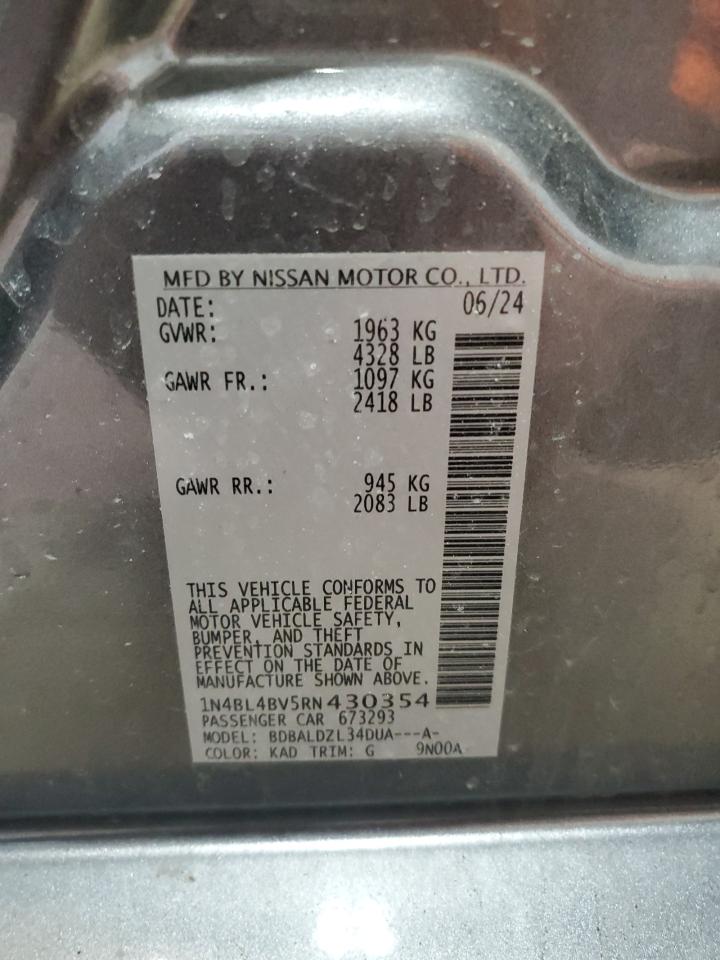 MFD BY NISSAN MOTOR CO., LTD.
DATE: 06/24
GVWR: 1963 KG
4328 LB
GAWR FR.: 1097 KG
2418 LB
GAWR RR.: 945 KG
2083 LB
THIS VEHICLE CONFORMS TO
ALL APPLICABLE FEDERAL
MOTOR VEHICLE SAFETY,
BUMPER, AND THEFT
PREVENTION STANDARDS IN
EFFECT ON THE DATE OF
MANUFACTURE SHOWN ABOVE.
1N4BL4BV5RN430354
PASSENGER CAR 673293
MODEL: BDBALDZL34DUA---A-
COLOR: KAD TRIM: G 9N00A